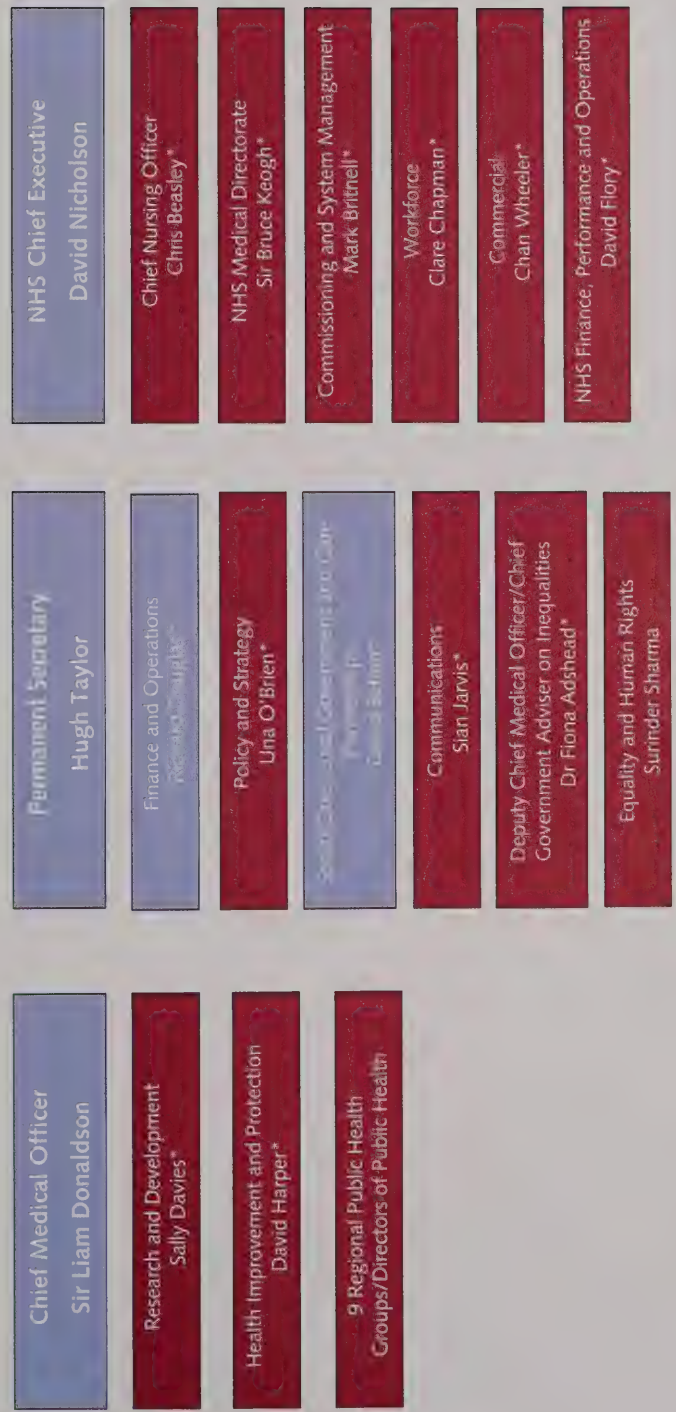 Chief Medical Officer
Sir Liam Donaldson
Research and Development
Sally Davies*
Health Improvement and Protection
David Harper*
9 Regional Public Health
Groups/Directors of Public Health
Permanent Secretary
Hugh Taylor
Finance and Operations
Policy and Strategy
Una O'Brien*
Communications
Sian Jarvis*
Deputy Chief Medical Officer/Chief
Government Adviser on Inequalities
Dr Fiona Adshead*
Equality and Human Rights
Surinder Sharma
NHS Chief Executive
David Nicholson
Chief Nursing Officer
Chris Beasley*
NHS Medical Directorate
Sir Bruce Keogh*
Commissioning and System Management
Mark Britnell*
Workforce
Clare Chapman*
Commercial
Chan Wheeler*
NHS Finance, Performance and Operations
David Flory*